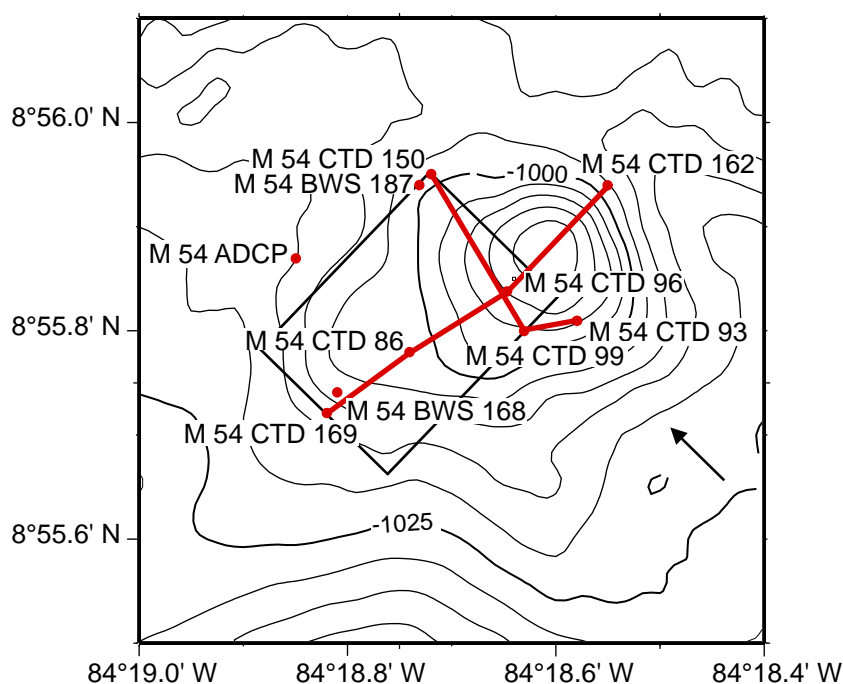 8°56.0' N
M 54 CTD 150
-1000
M 54 CTD 162
M 54 BWS 187
M 54 ADCP
M 54 CTD 96
8°55.8' N
M 54 CTD 86
M 54 CTD 93
M 54 CTD 99
M 54 BWS 168
M 54 CTD 169
8°55.6' N
-1025
84°19.0' W
84°18.8' W
84°18.6' W
84°18.4' W